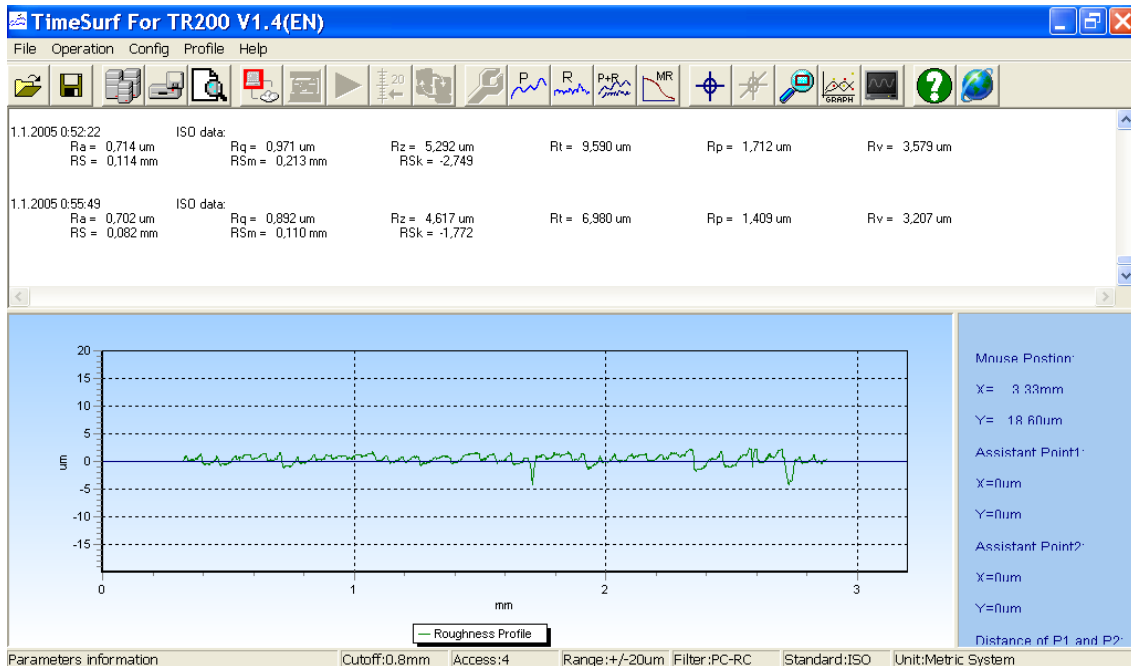 TimeSurf For TR200 V1.4(EN)
File Operation Config Profile Help
20 P R P+R MR GRAPH
1.1.2005 0:52:22 ISO data:
Ra = 0,714 um Rq = 0,971 um Rz = 5,292 um Rt = 9,590 um Rp = 1,712 um Rv = 3,579 um
RS = 0,114 mm RSm = 0,213 mm RSk = -2,749
1.1.2005 0:55:49 ISO data:
Ra = 0,702 um Rq = 0,892 um Rz = 4,617 um Rt = 6,980 um Rp = 1,409 um Rv = 3,207 um
RS = 0,082 mm RSm = 0,110 mm RSk = -1,772
20
15
10
5
0
-5
-10
-15
um
0 1 2 3
mm
Roughness Profile
Mouse Postion:
X= 3.33mm
Y= 18.60um
Assistant Point1:
X=0um
Y=0um
Assistant Point2:
X=0um
Y=0um
Distance of P1 and P2:
Parameters information Cutoff:0.8mm Access:4 Range:+/-20um Filter:PC-RC Standard:ISO Unit:Metric System